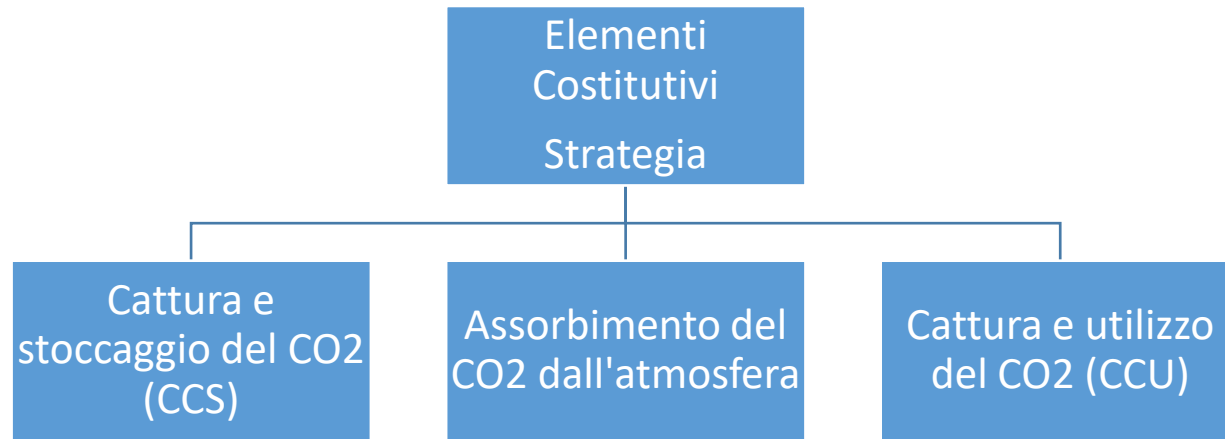 Elementi
Costitutivi
Strategia
Cattura e
stoccaggio del CO2
(CCS)
Assorbimento del
CO2 dall'atmosfera
Cattura e utilizzo
del CO2 (CCU)